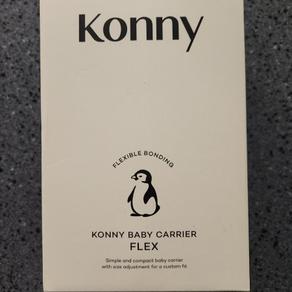 Konny
FLEXIBLE BONDING
KONNY BABY CARRIER
FLEX
Simple and compact baby carrier
with size adjustment for a custom fit